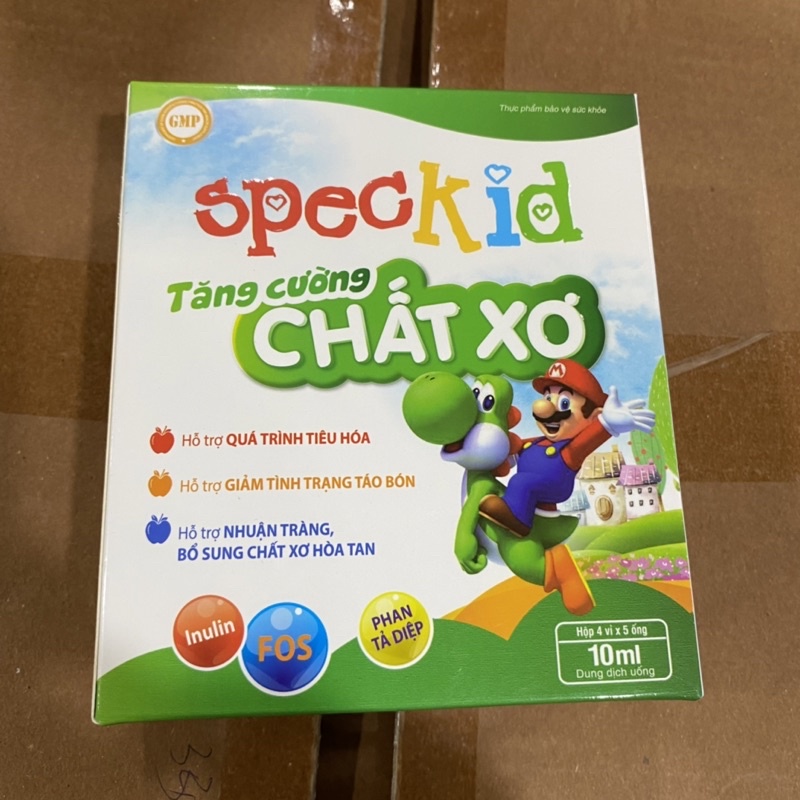 GMP
Thực phẩm bảo vệ sức khỏe
specKid
Tăng cường
CHẤT XƠ
M
Hỗ trợ QUÁ TRÌNH TIÊU HÓA
Hỗ trợ GIẢM TÌNH TRẠNG TÁO BÓN
Hỗ trợ NHUẬN TRÀNG,
BỔ SUNG CHẤT XƠ HÒA TAN
Inulin
FOS
PHAN
TẢ DIỆP
Hộp 4 vỉ x 5 ống
10ml
Dung dịch uống